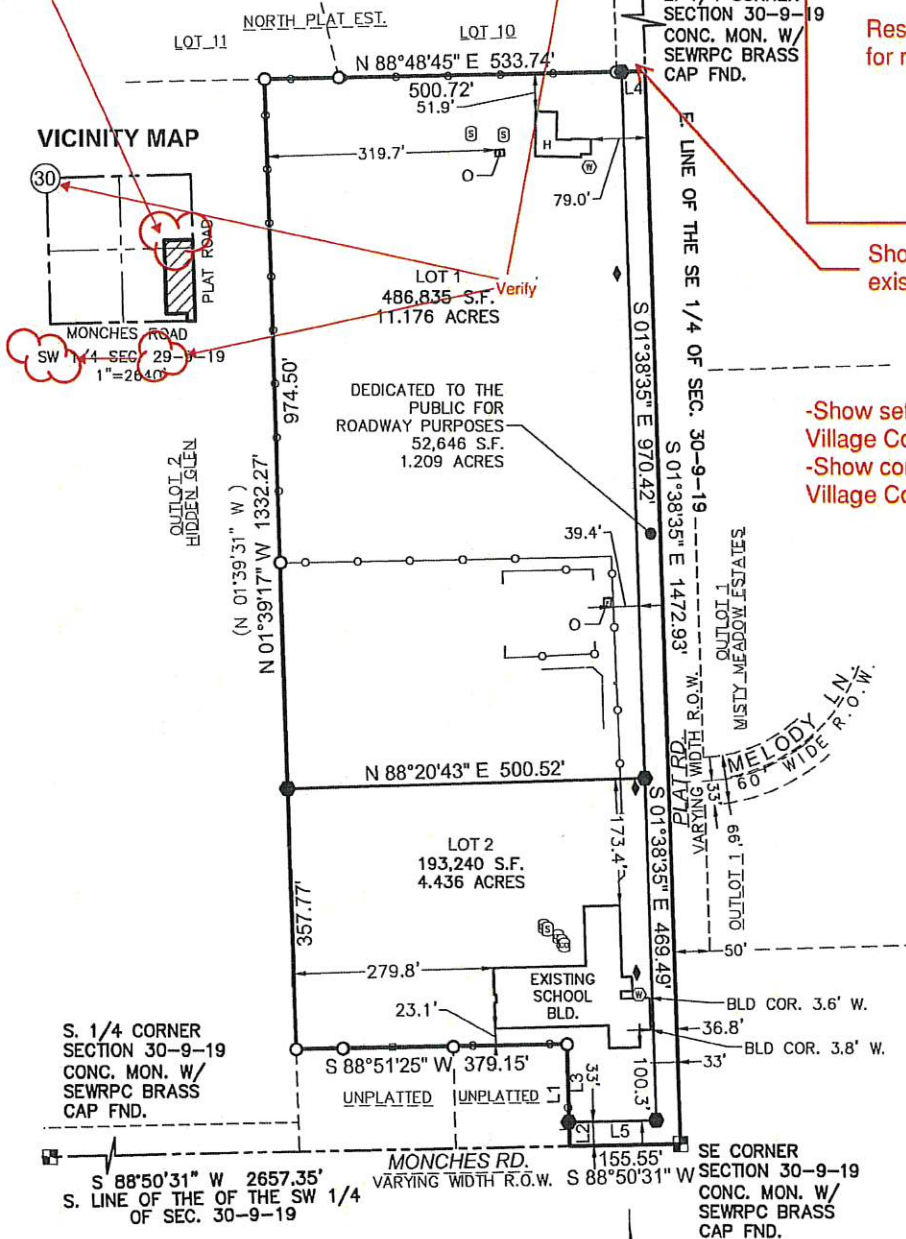 NORTH PLAT EST.
LOT 11
LOT 10
SECTION 30-9-19
CONC. MON. W/
SEWRPC BRASS
CAP FND.
Res
for r
N 88°48'45" E 533.74'
500.72'
51.9'
L4
VICINITY MAP
30
PLAT ROAD
MONCHES ROAD
SW 1/4 SEC 29-9-19
1"=2640'
S
S
H
W
319.7'
O
79.0'
E. LINE OF THE SE 1/4 OF SEC. 30-9-19
LOT 1
486,835 S.F.
11.176 ACRES
Verify
Sho
exis
974.50'
S 01°38'35" E 970.42'
S 01°38'35" E 1472.93'
DEDICATED TO THE
PUBLIC FOR
ROADWAY PURPOSES
52,646 S.F.
1.209 ACRES
-Show set
Village Co
-Show con
Village Co
OUTLOT 2
HIDDEN GLEN
(N 01°39'31" W )
N 01°39'17" W 1332.27'
39.4'
O
OUTLOT 1
MISTY MEADOW ESTATES
PLAT RD.
VARYING WIDTH R.O.W.
MELODY LN.
60' WIDE R.O.W.
33'
66'
OUTLOT 1
N 88°20'43" E 500.52'
LOT 2
193,240 S.F.
4.436 ACRES
173.4'
S 01°38'35" E 469.49'
357.77'
S
50'
279.8'
EXISTING
SCHOOL
BLD.
W
23.1'
BLD COR. 3.6' W.
36.8'
BLD COR. 3.8' W.
33'
S. 1/4 CORNER
SECTION 30-9-19
CONC. MON. W/
SEWRPC BRASS
CAP FND.
S 88°51'25" W 379.15'
UNPLATTED
UNPLATTED
L1
L3
33'
100.3'
L2
L5
155.55'
S 88°50'31" W
MONCHES RD.
VARYING WIDTH R.O.W.
S 88°50'31" W 2657.35'
S. LINE OF THE OF THE SW 1/4
OF SEC. 30-9-19
SE CORNER
SECTION 30-9-19
CONC. MON. W/
SEWRPC BRASS
CAP FND.